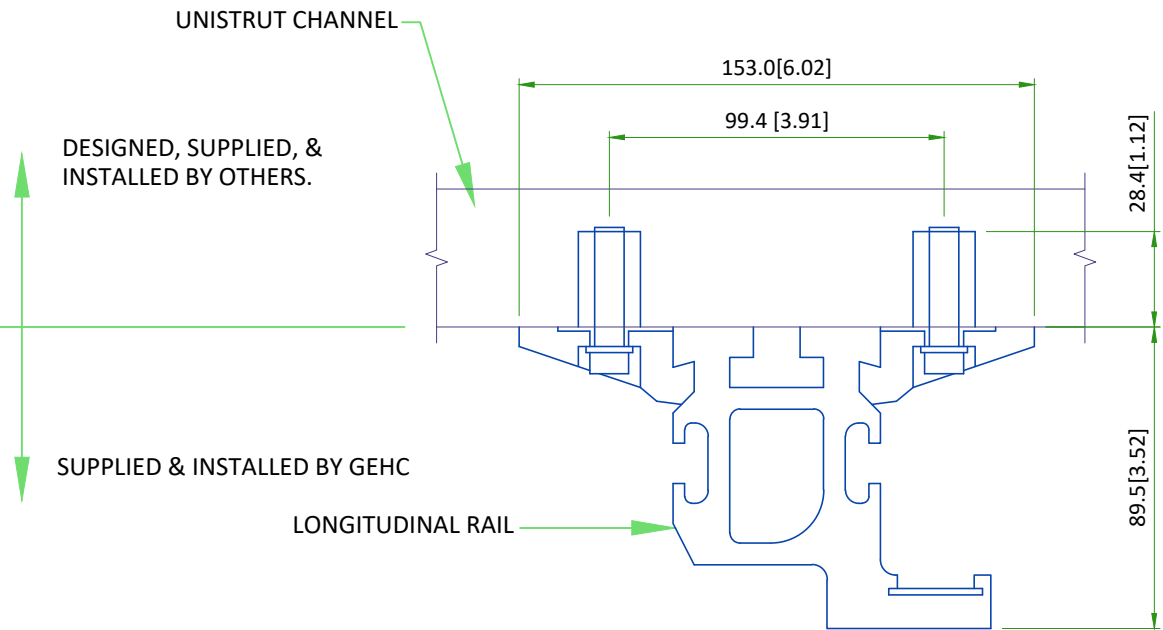 UNISTRUT CHANNEL
153.0[6.02]
99.4 [3.91]
28.4[1.12]
DESIGNED, SUPPLIED, &
INSTALLED BY OTHERS.
SUPPLIED & INSTALLED BY GEHC
89.5[3.52]
LONGITUDINAL RAIL